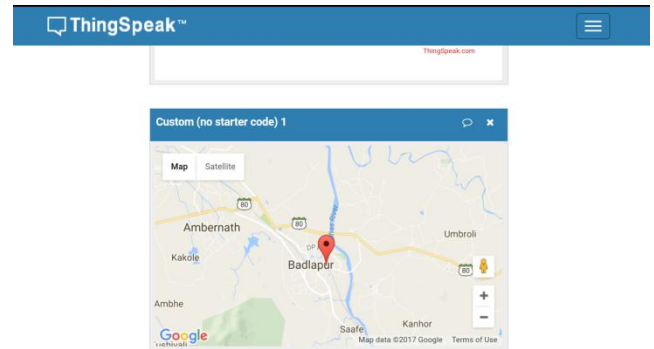 ThingSpeak™
ThingSpeak.com
Custom (no starter code) 1
Map Satellite
80
Ambernath
80
Umbroli
Kakole
Badlapur
80
Ambhe
+
Saafe
Kanhor
−
Google
Map data ©2017 Google Terms of Use